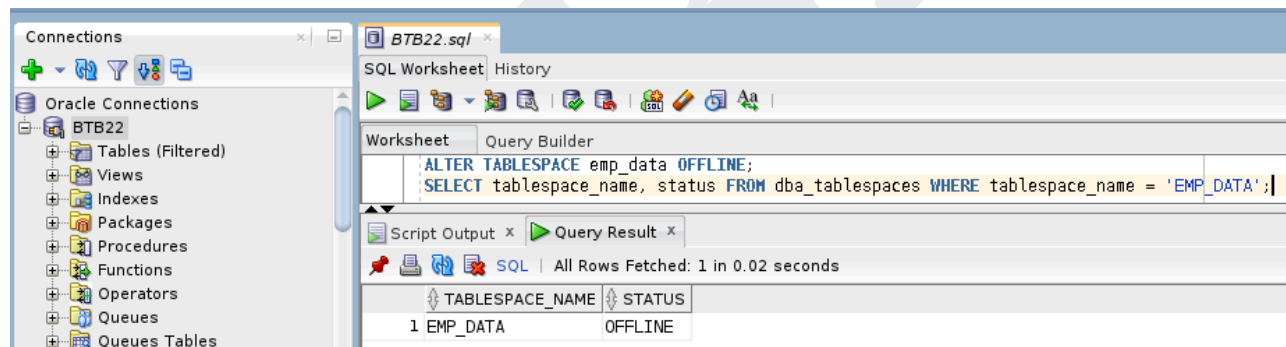 Connections
Oracle Connections
BTB22
Tables (Filtered)
Views
Indexes
Packages
Procedures
Functions
Operators
Queues
Queues Tables
BTB22.sql
SQL Worksheet History
Worksheet Query Builder
ALTER TABLESPACE emp_data OFFLINE;
SELECT tablespace_name, status FROM dba_tablespaces WHERE tablespace_name = 'EMP_DATA';
Script Output x Query Result x
SQL | All Rows Fetched: 1 in 0.02 seconds
TABLESPACE_NAME STATUS
1 EMP_DATA OFFLINE